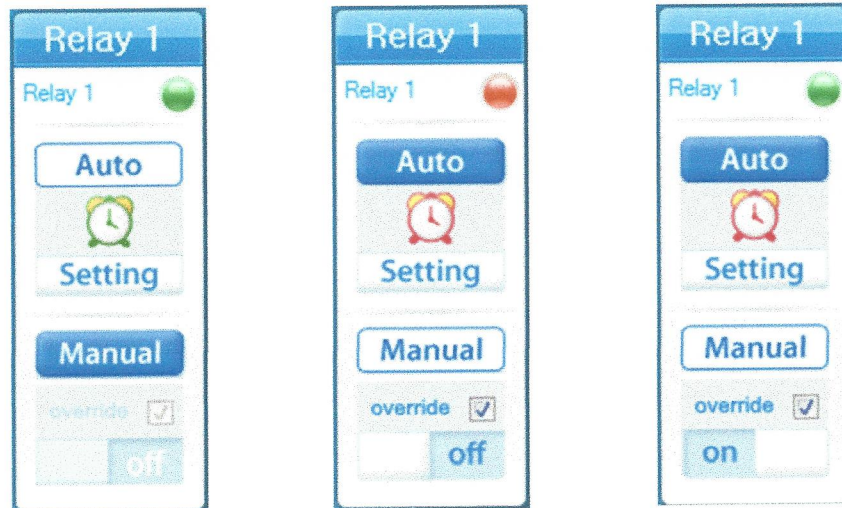 Relay 1
Relay 1
Auto
Setting
Manual
override
off
Relay 1
Relay 1
Auto
Setting
Manual
override
off
Relay 1
Relay 1
Auto
Setting
Manual
override
on